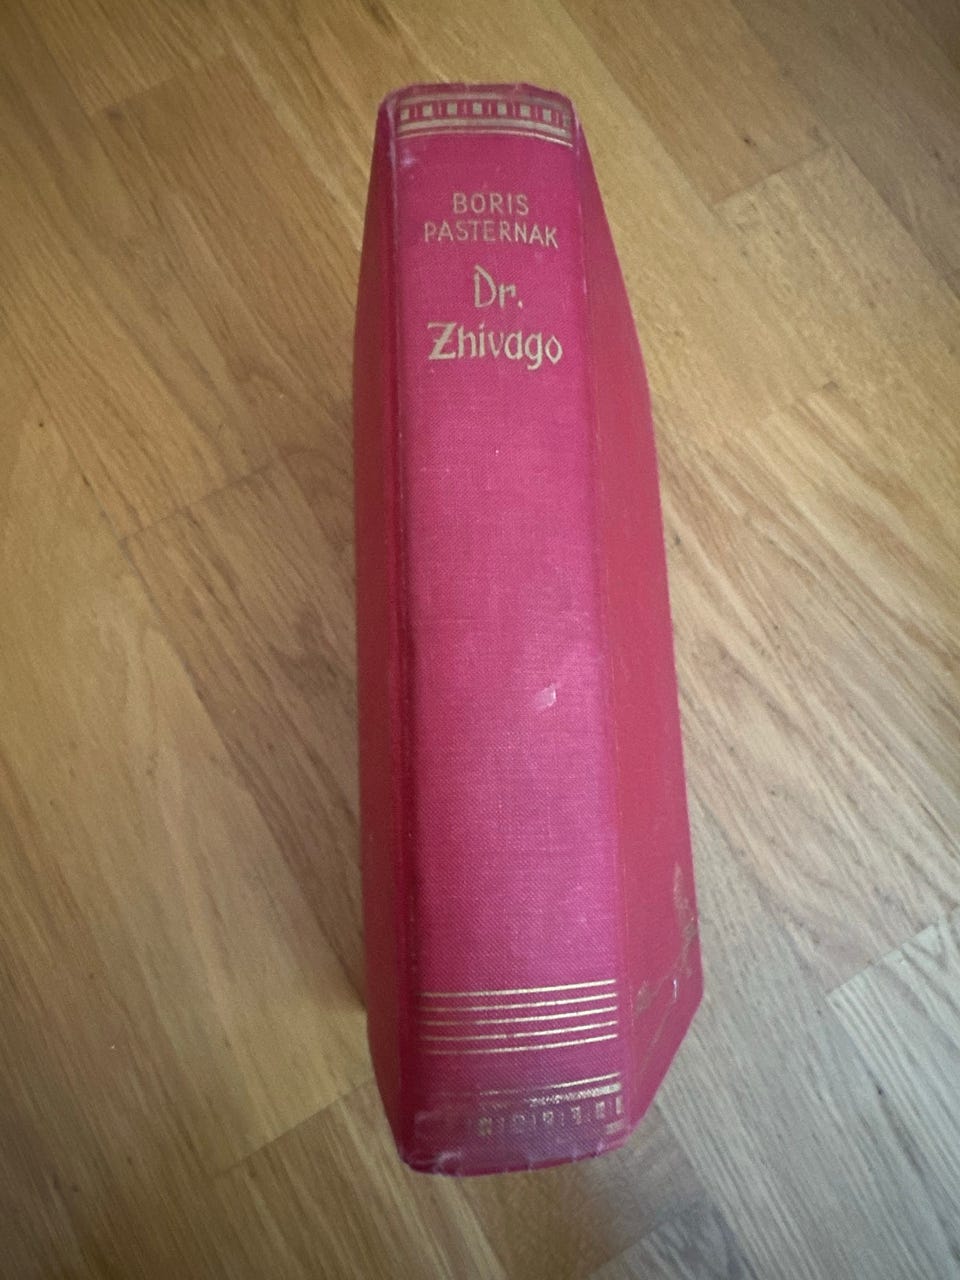 BORIS
PASTERNAK
Dr.
Zhivago